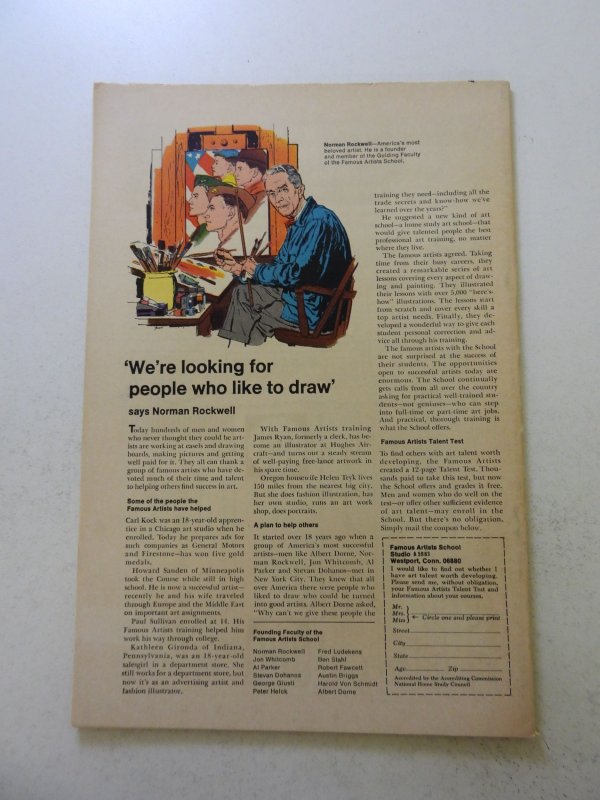 Norman Rockwell—America's most
beloved artist. He is a founder
and member of the Guiding Faculty
of the Famous Artists School.
'We're looking for
people who like to draw'
says Norman Rockwell
Today hundreds of men and women
who never thought they could be art-
ists are working at easels and drawing
boards, making pictures and getting
well paid for it. They all can thank a
group of famous artists who have de-
voted much of their time and talent
to helping others find success in art.
Some of the people the
Famous Artists have helped
Carl Kock was an 18-year-old appren-
tice in a Chicago art studio when he
enrolled. Today he prepares ads for
such companies as General Motors
and Firestone—has won five gold
medals.
Howard Sanden of Minneapolis
took the Course while still in high
school. He is now a successful artist—
recently he and his wife traveled
through Europe and the Middle East
on important art assignments.
Paul Sullivan enrolled at 14. His
Famous Artists training helped him
work his way through college.
Kathleen Gironda of Indiana,
Pennsylvania, was an 18-year-old
salesgirl in a department store. She
still works for a department store, but
now it's as an advertising artist and
fashion illustrator.
With Famous Artists training
James Ryan, formerly a clerk, has be-
come an illustrator at Hughes Air-
craft—and turns out a steady stream
of well-paying free-lance artwork in
his spare time.
Oregon housewife Helen Teyk lives
150 miles from the nearest big city.
But she does fashion illustration, has
her own studio, runs an art work
shop, does portraits.
A plan to help others
It started over 18 years ago when a
group of America's most successful
artists—men like Albert Dorne, Nor-
man Rockwell, Jon Whitcomb, Al
Parker and Stevan Dohanos—met in
New York City. They knew that all
over America there were people who
liked to draw who could be turned
into good artists. Albert Dorne asked,
"Why can't we give these people the
Founding Faculty of the
Famous Artists School
Norman Rockwell
Jon Whitcomb
Al Parker
Stevan Dohanos
George Giusti
Peter Helck
Fred Ludekens
Ben Stahl
Robert Fawcett
Austin Briggs
Harold Von Schmidt
Albert Dorne
training they need—including all the
trade secrets and know-how we've
learned over the years?"
He suggested a new kind of art
school—a home study art school—that
would give talented people the best
professional art training, no matter
where they live.
The famous artists agreed. Taking
time from their busy careers, they
created a remarkable series of art
lessons covering every aspect of draw-
ing and painting. They illustrated
their lessons with over 5,000 "here's-
how" illustrations. The lessons start
from scratch and cover every skill a
top artist needs. Finally, they de-
veloped a wonderful way to give each
student personal correction and ad-
vice all through his training.
The famous artists with the School
are not surprised at the success of
their students. The opportunities
open to successful artists today are
enormous. The School continually
gets calls from all over the country
asking for practical well-trained stu-
dents—not geniuses—who can step
into full-time or part-time art jobs.
And practical, thorough training is
what the School offers.
Famous Artists Talent Test
To find others with art talent worth
developing, the Famous Artists
created a 12-page Talent Test. Thou-
sands paid to take this test, but now
the School offers and grades it free.
Men and women who do well on the
test—or offer other sufficient evidence
of art talent—may enroll in the
School. But there's no obligation.
Simply mail the coupon below.
Famous Artists School
Studio
Westport, Conn. 06880
I would like to find out whether I
have art talent worth developing.
Please send me, without obligation,
your Famous Artists Talent Test and
information about your courses.
Mr.
Mrs.
Miss
← Circle one and please print
Street
City
State
Age Zip
Accredited by the Accrediting Commission
National Home Study Council